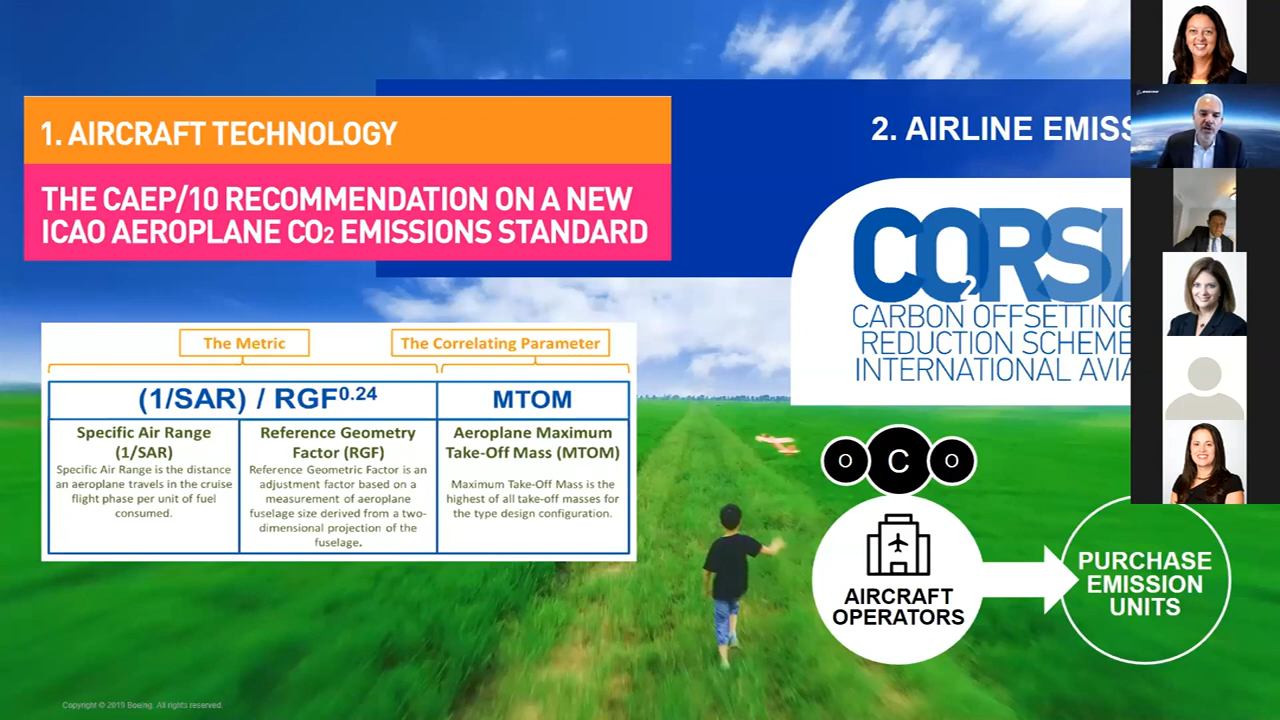 1. AIRCRAFT TECHNOLOGY
THE CAEP/10 RECOMMENDATION ON A NEW
ICAO AEROPLANE CO2 EMISSIONS STANDARD
The Metric
The Correlating Parameter
(1/SAR) / RGF0.24
MTOM
Specific Air Range
(1/SAR)
Specific Air Range is the distance
an aeroplane travels in the cruise
flight phase per unit of fuel
consumed.
Reference Geometry
Factor (RGF)
Reference Geometric Factor is an
adjustment factor based on a
measurement of aeroplane
fuselage size derived from a two-
dimensional projection of the
fuselage.
Aeroplane Maximum
Take-Off Mass (MTOM)
Maximum Take-Off Mass is the
highest of all take-off masses for
the type design configuration.
2. AIRLINE EMISS
CO2RSIA
CARBON OFFSETTING
REDUCTION SCHEME
INTERNATIONAL AVIA
O C O
AIRCRAFT
OPERATORS
PURCHASE
EMISSION
UNITS
Copyright © 2019 Boeing. All rights reserved.